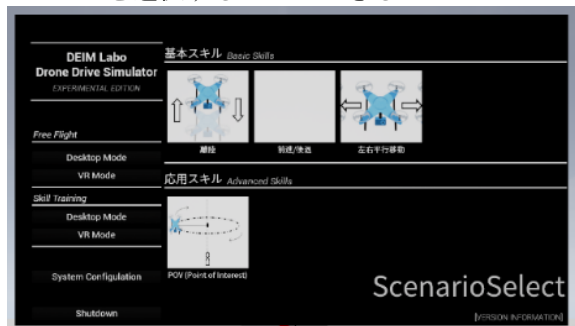 DEIM Labo
Drone Drive Simulator
EXPERIMENTAL EDITION
Free Flight
Desktop Mode
VR Mode
Skill Training
Desktop Mode
VR Mode
System Configulation
Shutdown
基本スキル Basic Skills
離陸
前進/後退
左右平行移動
応用スキル Advanced Skills
POV (Point of Interest)
ScenarioSelect
[VERSION INFORMATION]